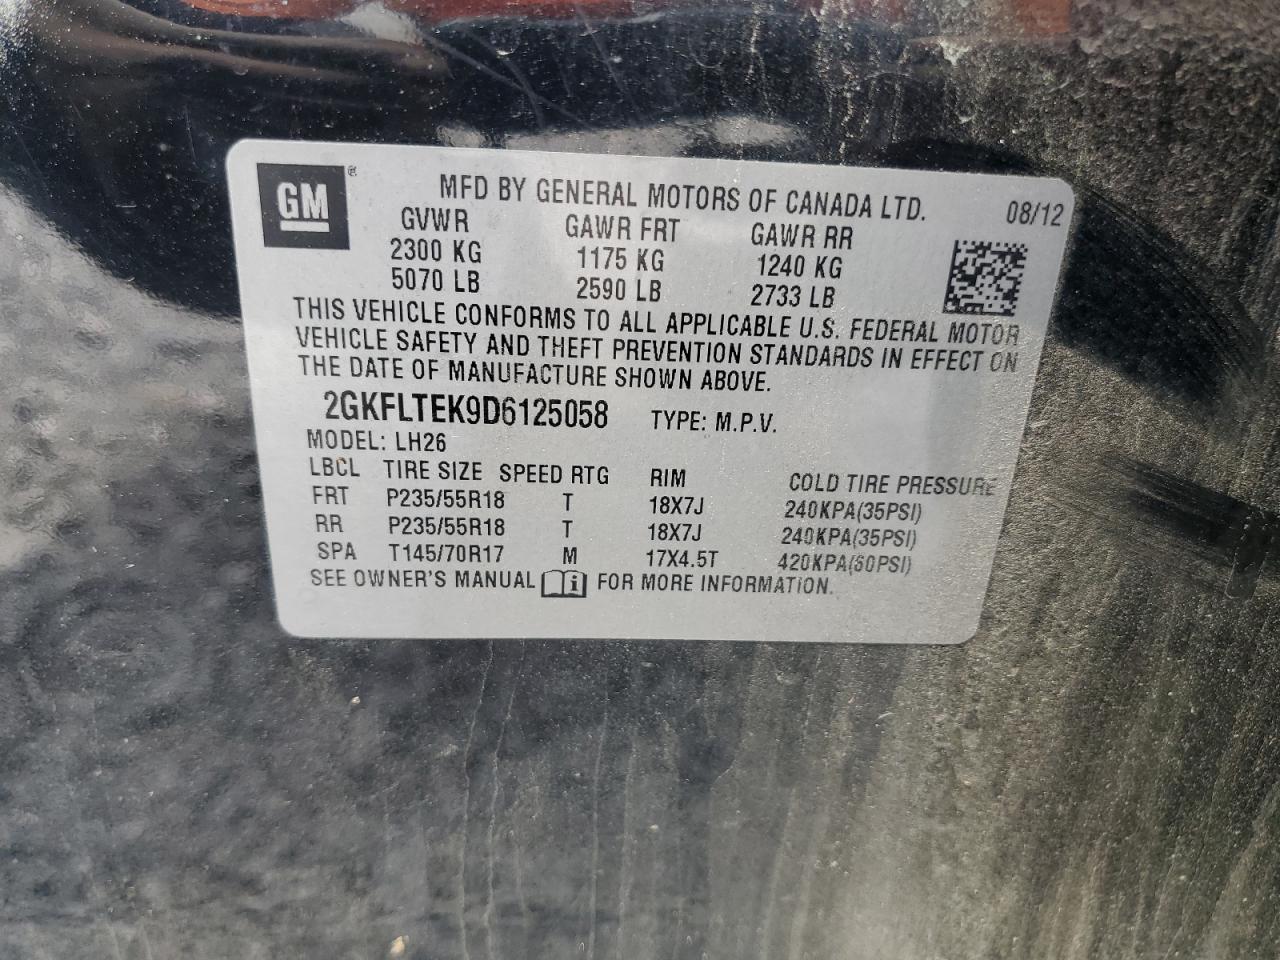 GM®
MFD BY GENERAL MOTORS OF CANADA LTD. 08/12
GVWR GAWR FRT GAWR RR
2300 KG 1175 KG 1240 KG
5070 LB 2590 LB 2733 LB
THIS VEHICLE CONFORMS TO ALL APPLICABLE U.S. FEDERAL MOTOR
VEHICLE SAFETY AND THEFT PREVENTION STANDARDS IN EFFECT ON
THE DATE OF MANUFACTURE SHOWN ABOVE.
2GKFLTEK9D6125058 TYPE: M.P.V.
MODEL: LH26
LBCL TIRE SIZE SPEED RTG RIM COLD TIRE PRESSURE
FRT P235/55R18 T 18X7J 240KPA(35PSI)
RR P235/55R18 T 18X7J 240KPA(35PSI)
SPA T145/70R17 M 17X4.5T 420KPA(60PSI)
SEE OWNER'S MANUAL i FOR MORE INFORMATION.